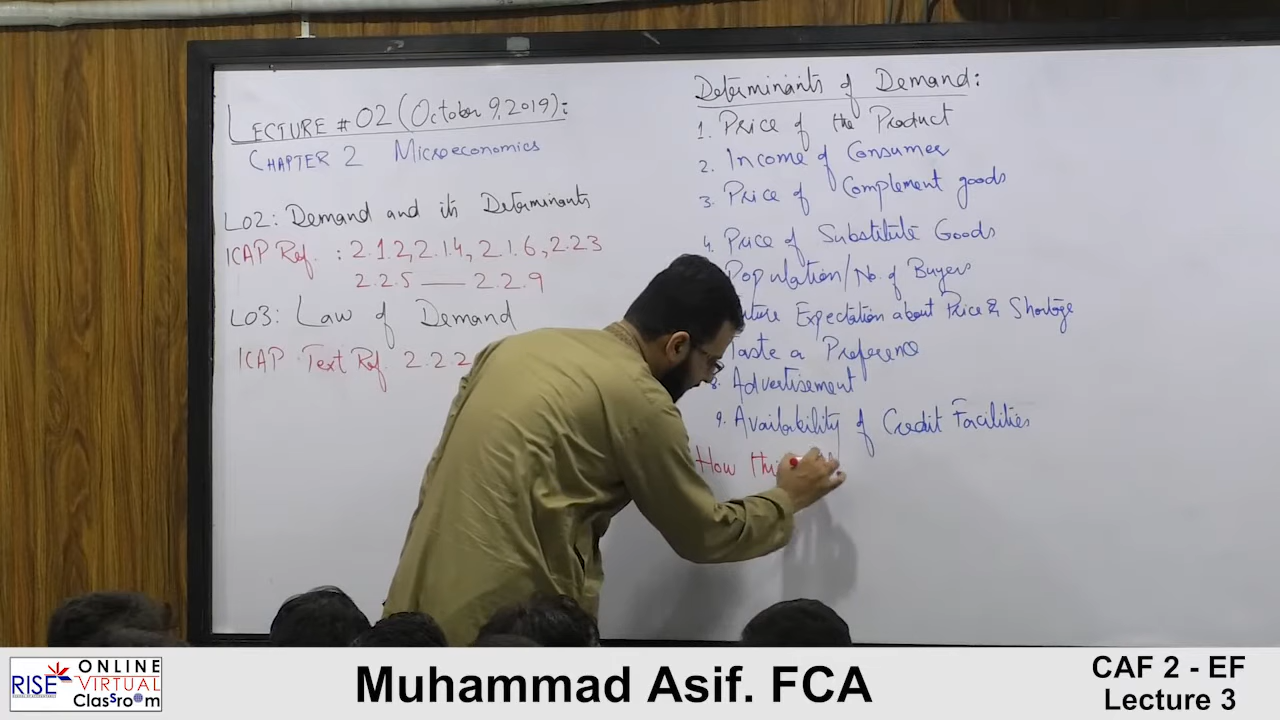 LECTURE # 02 (October 9, 2019):
CHAPTER 2 Microeconomics
LO2: Demand and its Determinants
ICAP Ref. : 2.1.2, 2.1.4, 2.1.6, 2.2.3
2.2.5 — 2.2.9
LO3: Law of Demand
ICAP Text Ref. 2.2.2
Determinants of Demand:
1. Price of the Product
2. Income of Consumer
3. Price of Complement goods
4. Price of Substitute Goods
Population/No. of Buyers
uture Expectation about Price & Shortage
Taste a Preference
8. Advertisement
9. Availability of Credit Facilities
How
RISE
ONLINE
VIRTUAL
Classroom
Muhammad Asif. FCA
CAF 2 - EF
Lecture 3